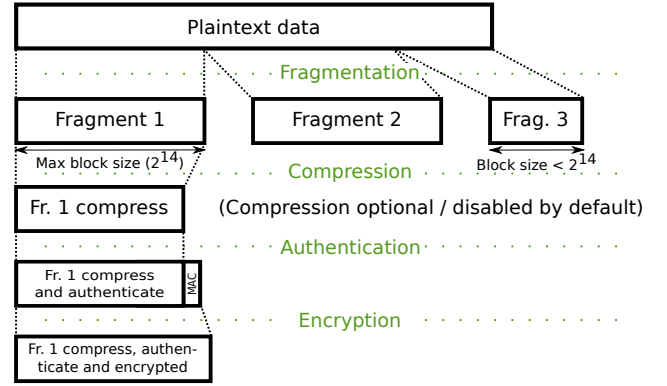 Plaintext data
Fragmentation
Fragment 1
Fragment 2
Frag. 3
Max block size (2^14)
Block size < 2^14
Compression
Fr. 1 compress
(Compression optional / disabled by default)
Authentication
Fr. 1 compress
and authenticate
MAC
Encryption
Fr. 1 compress, authen-
ticate and encrypted